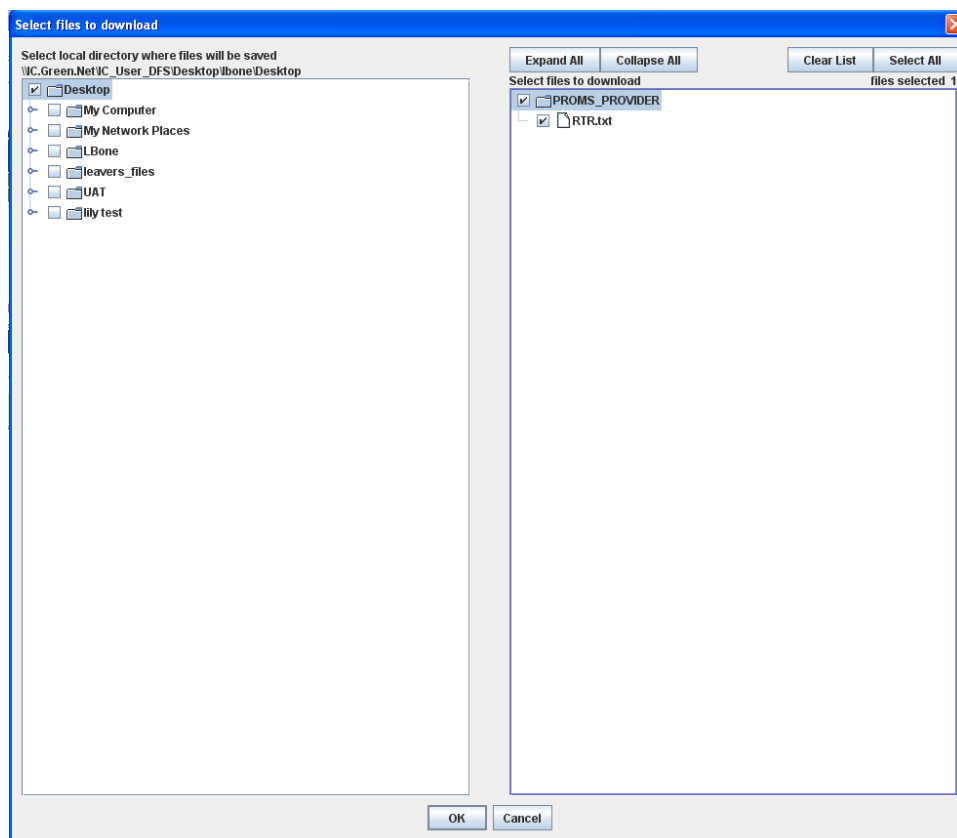 Select files to download
Select local directory where files will be saved
\\IC.Green.Net\IC_User_DFS\Desktop\lbone\Desktop
Desktop
My Computer
My Network Places
LBone
leavers_files
UAT
lily test
Expand All
Collapse All
Clear List
Select All
Select files to download
files selected 1
PROMS_PROVIDER
RTR.txt
OK
Cancel